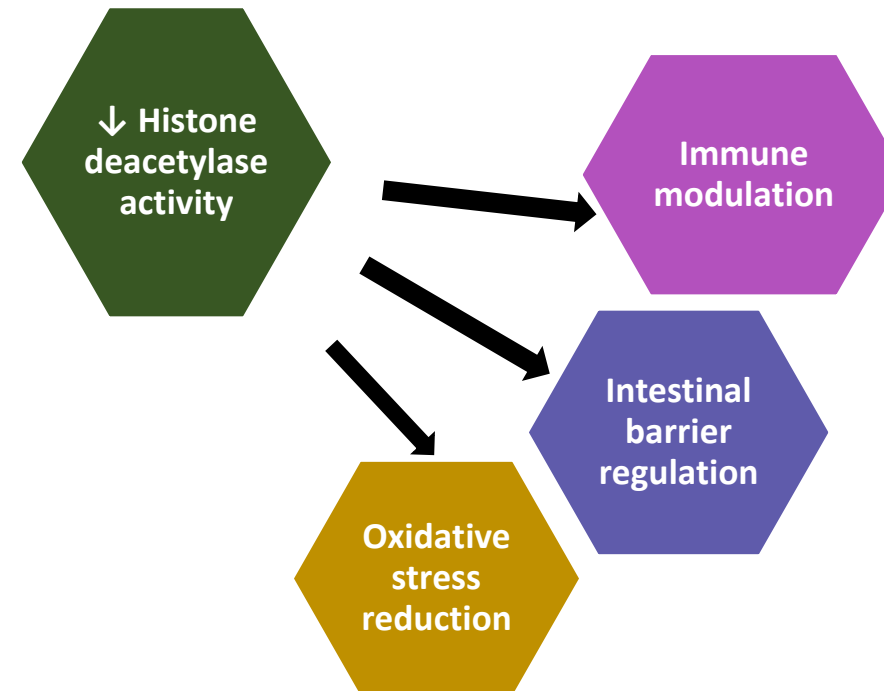 ↓ Histone
deacetylase
activity
Immune
modulation
Intestinal
barrier
regulation
Oxidative
stress
reduction